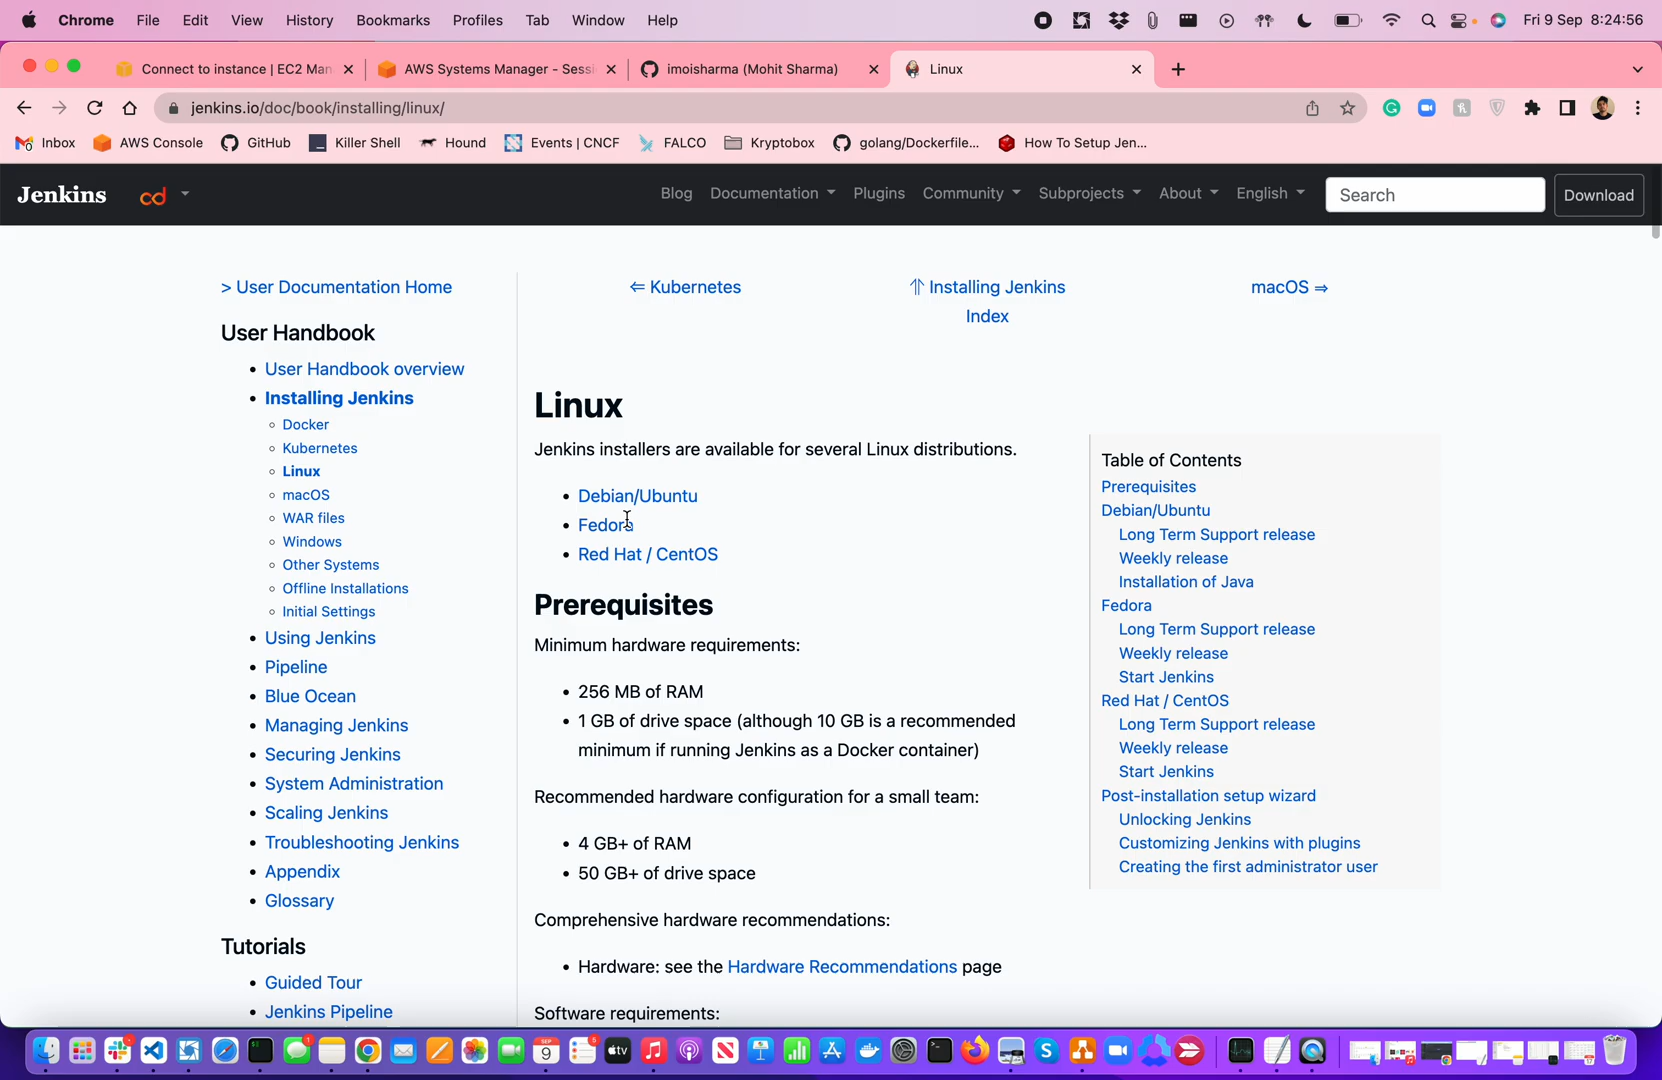 Chrome File Edit View History Bookmarks Profiles Tab Window Help Fri 9 Sep 8:24:56
Connect to instance | EC2 Man AWS Systems Manager - Sessi imoisharma (Mohit Sharma) Linux
jenkins.io/doc/book/installing/linux/
Inbox AWS Console GitHub Killer Shell Hound Events | CNCF FALCO Kryptobox golang/Dockerfile... How To Setup Jen...
Jenkins cd Blog Documentation Plugins Community Subprojects About English Search Download
> User Documentation Home
User Handbook
• User Handbook overview
• Installing Jenkins
Docker
Kubernetes
Linux
macOS
WAR files
Windows
Other Systems
Offline Installations
Initial Settings
• Using Jenkins
• Pipeline
• Blue Ocean
• Managing Jenkins
• Securing Jenkins
• System Administration
• Scaling Jenkins
• Troubleshooting Jenkins
• Appendix
• Glossary
Tutorials
• Guided Tour
• Jenkins Pipeline
⇐ Kubernetes ⇑ Installing Jenkins macOS ⇒
Index
Linux
Jenkins installers are available for several Linux distributions.
• Debian/Ubuntu
• Fedora
• Red Hat / CentOS
Prerequisites
Minimum hardware requirements:
• 256 MB of RAM
• 1 GB of drive space (although 10 GB is a recommended
minimum if running Jenkins as a Docker container)
Recommended hardware configuration for a small team:
• 4 GB+ of RAM
• 50 GB+ of drive space
Comprehensive hardware recommendations:
• Hardware: see the Hardware Recommendations page
Software requirements:
Table of Contents
Prerequisites
Debian/Ubuntu
Long Term Support release
Weekly release
Installation of Java
Fedora
Long Term Support release
Weekly release
Start Jenkins
Red Hat / CentOS
Long Term Support release
Weekly release
Start Jenkins
Post-installation setup wizard
Unlocking Jenkins
Customizing Jenkins with plugins
Creating the first administrator user